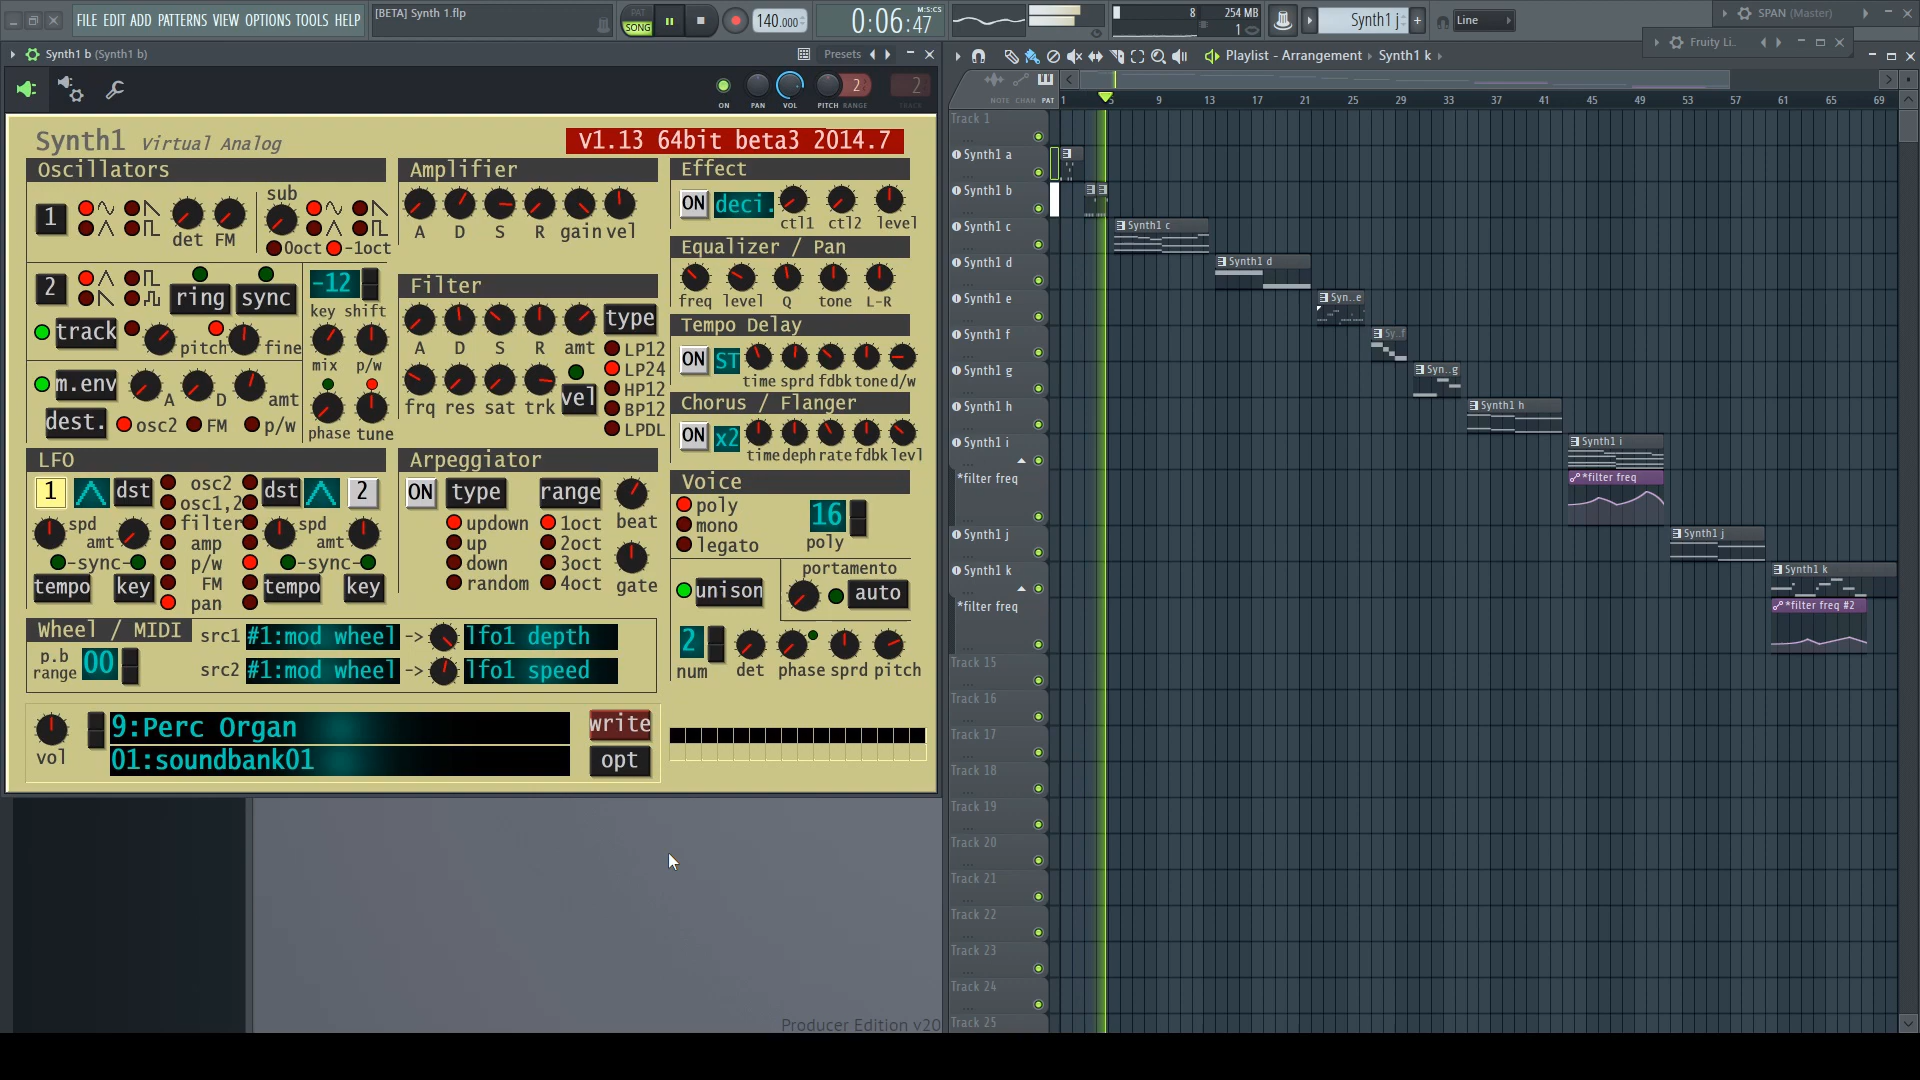 FILE EDIT ADD PATTERNS VIEW OPTIONS TOOLS HELP
[BETA] Synth 1.flp
PAT
SONG
140.000
M:S:CS
0:06:47
8
254 MB
1
Synth1 j
+
Line
SPAN (Master)
Fruity Li..
Synth1 b (Synth1 b)
Presets
ON PAN VOL PITCH RANGE TRACK
2
2
Playlist - Arrangement
Synth1 k
NOTE CHAN PAT
1 5 9 13 17 21 25 29 33 37 41 45 49 53 57 61 65 69
Synth1 Virtual Analog
V1.13 64bit beta3 2014.7
Oscillators
1
det FM
sub
0oct -1oct
2
ring sync
-12
key shift
track
pitch fine
mix p/w
m.env
A D amt
dest.
osc2 FM p/w
phase tune
Amplifier
A D S R gain vel
Filter
A D S R amt
type
LP12
LP24
HP12
BP12
LPDL
frq res sat trk vel
LFO
1 dst
osc2
osc1,2
filter
amp
p/w
FM
pan
dst 2
spd amt
spd amt
sync
sync
tempo key
tempo key
Arpeggiator
ON type range
beat
updown
up
down
random
1oct
2oct
3oct
4oct
gate
Effect
ON deci.
ctl1 ctl2 level
Equalizer / Pan
freq level Q tone L-R
Tempo Delay
ON ST
time sprd fdbk tone d/w
Chorus / Flanger
ON x2
time deph rate fdbk levl
Voice
poly
mono
legato
16
poly
portamento
unison
auto
2
num det phase sprd pitch
Wheel / MIDI
p.b
range
00
src1 #1:mod wheel -> lfo1 depth
src2 #1:mod wheel -> lfo1 speed
vol
9:Perc Organ
01:soundbank01
write
opt
Producer Edition v20
Track 1
Synth1 a
Synth1 b
Synth1 c
Synth1 c
Synth1 d
Synth1 d
Synth1 e
Syn..e
Synth1 f
Sy..f
Synth1 g
Syn..g
Synth1 h
Synth1 h
Synth1 i
Synth1 i
*filter freq
*filter freq
Synth1 j
Synth1 j
Synth1 k
Synth1 k
*filter freq
*filter freq #2
Track 15
Track 16
Track 17
Track 18
Track 19
Track 20
Track 21
Track 22
Track 23
Track 24
Track 25